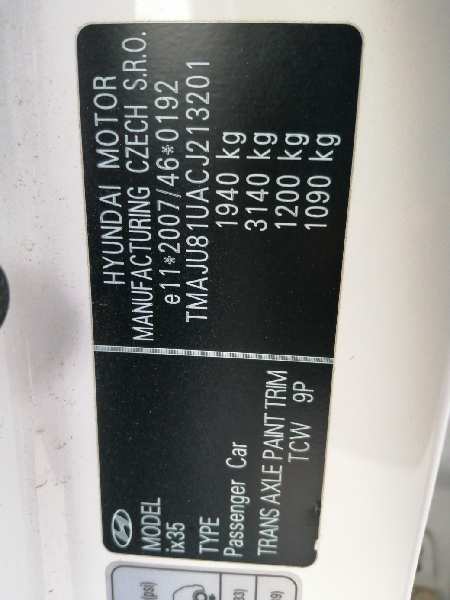 HYUNDAI MOTOR
MANUFACTURING CZECH S.R.O.
e11*2007/46*0192
TMAJU81UACJ213201
1940 kg
3140 kg
1200 kg
1090 kg
MODEL
ix35
TYPE
Passenger Car
TRANS AXLE PAINT TRIM
TCW 9P
(psi)